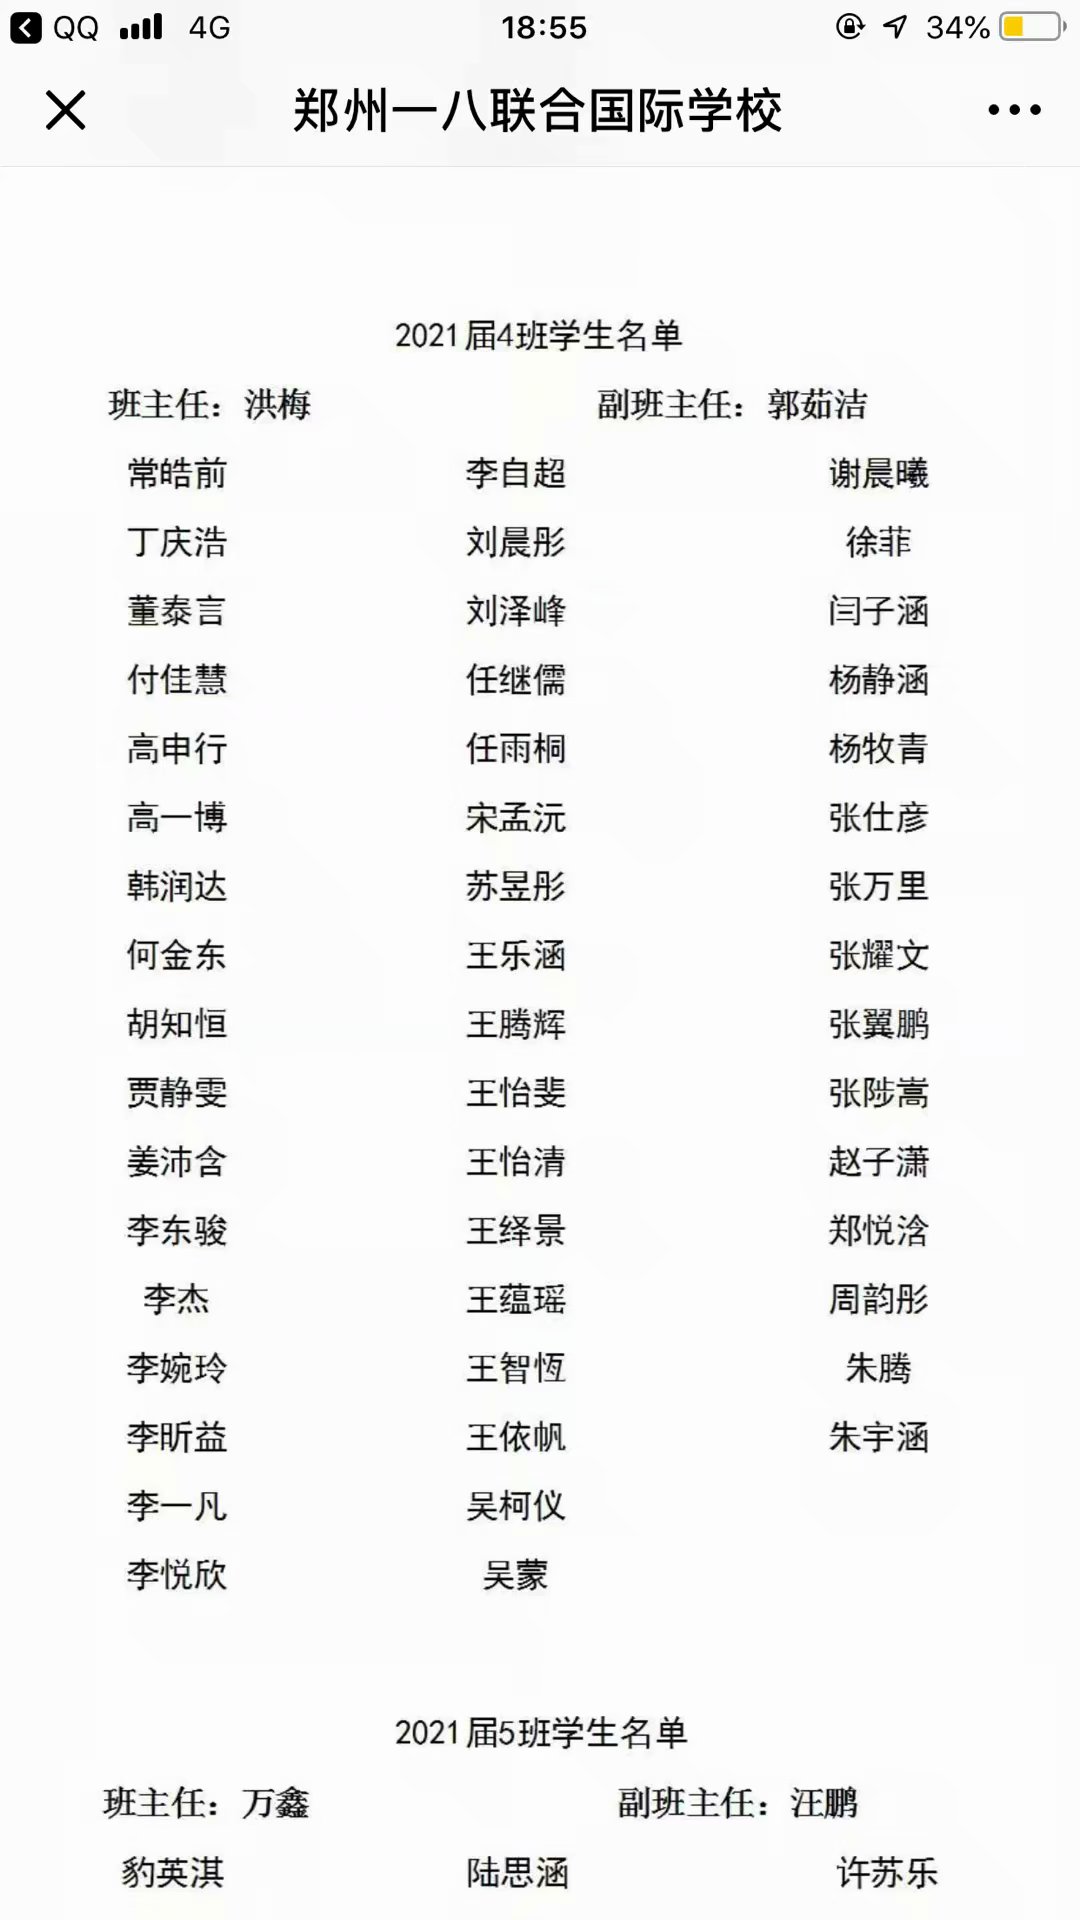 QQ 4G 18:55 34%
郑州一八联合国际学校
2021届4班学生名单
班主任：洪梅 副班主任：郭茹洁
常皓前 李自超 谢晨曦
丁庆浩 刘晨彤 徐菲
董泰言 刘泽峰 闫子涵
付佳慧 任继儒 杨静涵
高申行 任雨桐 杨牧青
高一博 宋孟沅 张仕彦
韩润达 苏昱彤 张万里
何金东 王乐涵 张耀文
胡知恒 王腾辉 张翼鹏
贾静雯 王怡斐 张陟嵩
姜沛含 王怡清 赵子潇
李东骏 王绎景 郑悦浛
李杰 王蕴瑶 周韵彤
李婉玲 王智恆 朱腾
李昕益 王依帆 朱宇涵
李一凡 吴柯仪
李悦欣 吴蒙
2021届5班学生名单
班主任：万鑫 副班主任：汪鹏
豹英淇 陆思涵 许苏乐